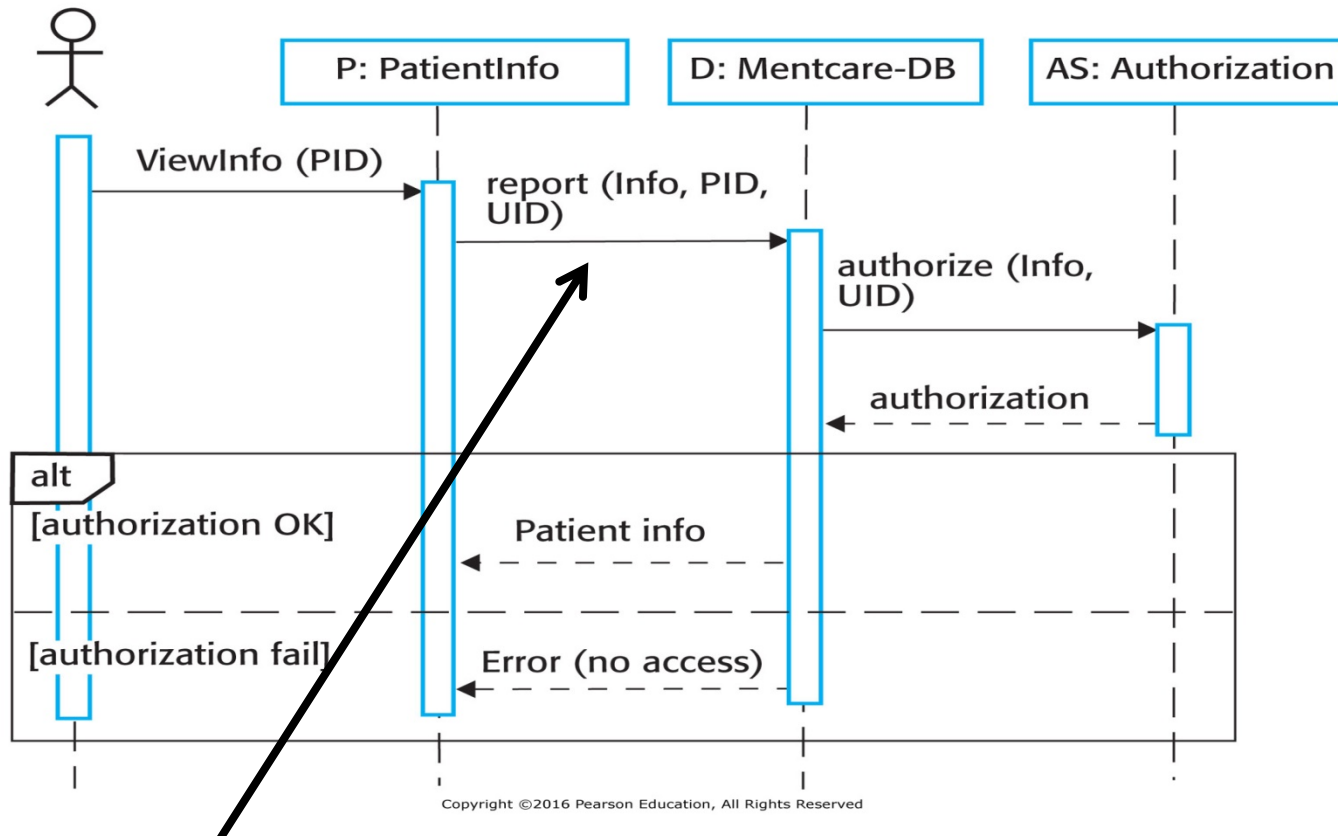 P: PatientInfo
D: Mentcare-DB
AS: Authorization
ViewInfo (PID)
report (Info, PID,
UID)
authorize (Info,
UID)
authorization
alt
[authorization OK]
Patient info
[authorization fail]
Error (no access)
Copyright ©2016 Pearson Education, All Rights Reserved